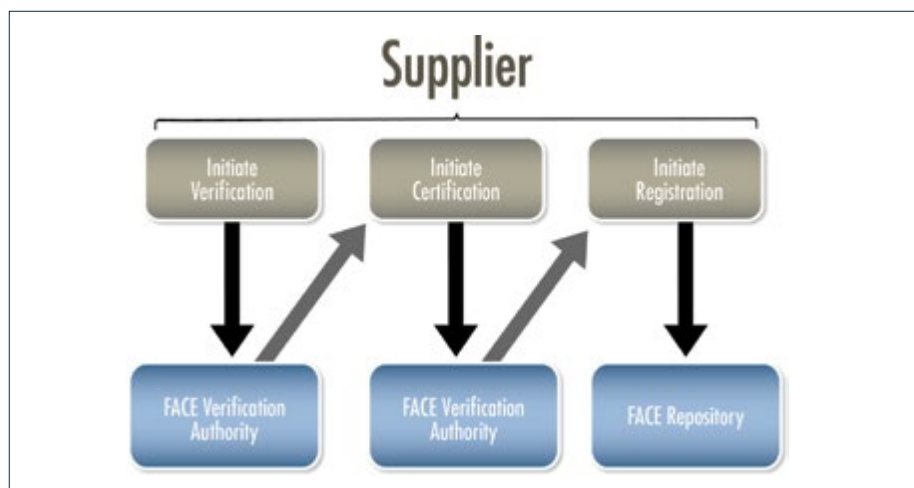 Supplier
Initiate
Verification
Initiate
Certification
Initiate
Registration
FACE Verification
Authority
FACE Verification
Authority
FACE Repository